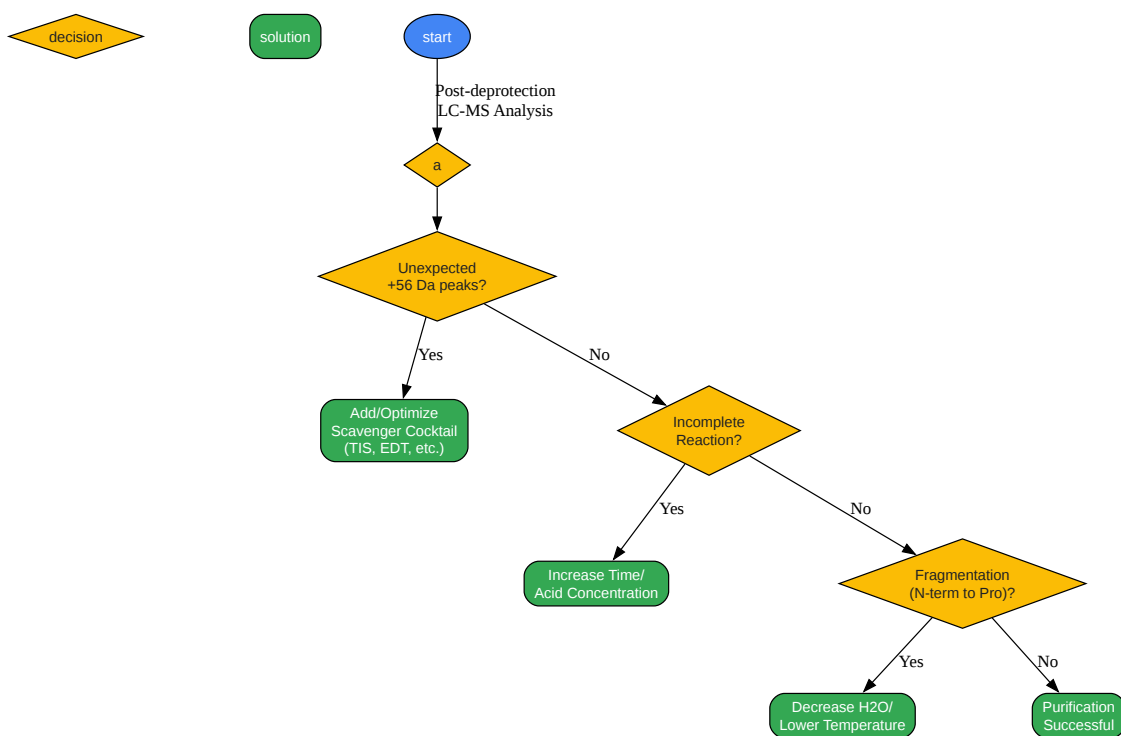 decision
solution
start
Post-deprotection
LC-MS Analysis
a
Unexpected
+56 Da peaks?
Yes
No
Add/Optimize
Scavenger Cocktail
(TIS, EDT, etc.)
Incomplete
Reaction?
Yes
No
Increase Time/
Acid Concentration
Fragmentation
(N-term to Pro)?
Yes
No
Decrease H2O/
Lower Temperature
Purification
Successful